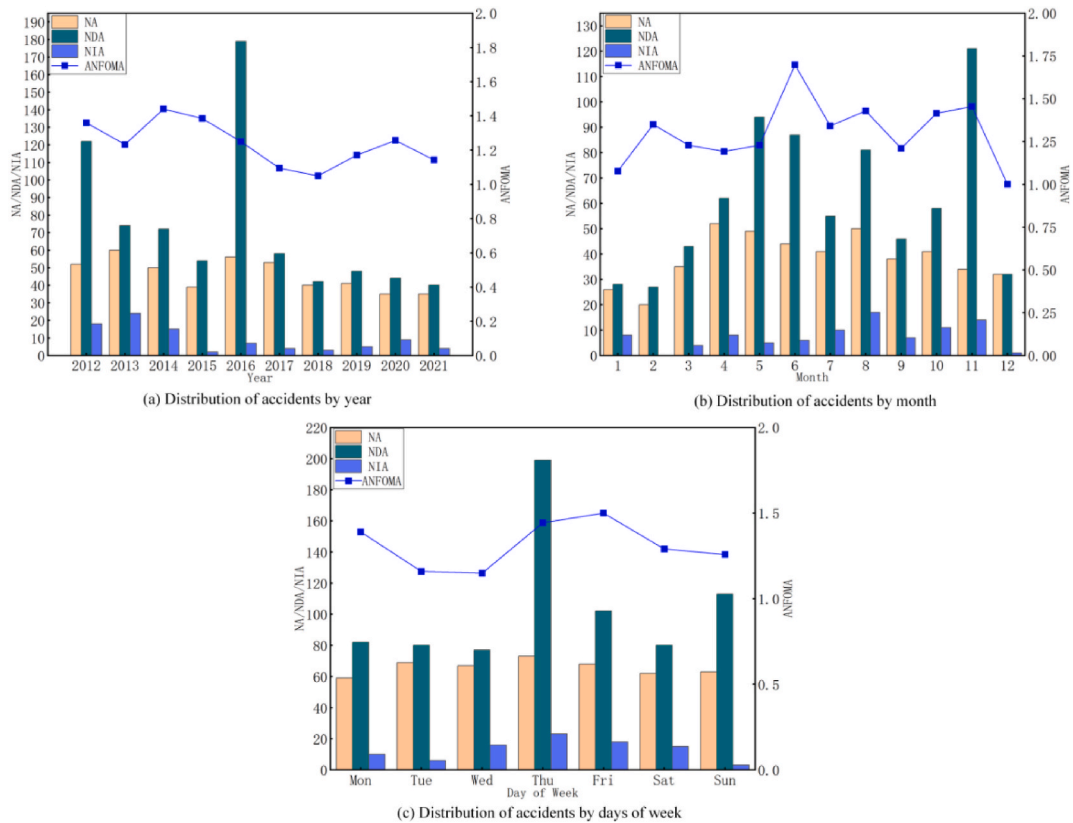 NA
NDA
NIA
ANFOMA
NA/NDA/NIA
190
180
170
160
150
140
130
120
110
100
90
80
70
60
50
40
30
20
10
0
2.0
1.8
1.6
1.4
1.2
1.0
0.8
0.6
0.4
0.2
0.0
ANFOMA
2012 2013 2014 2015 2016 2017 2018 2019 2020 2021
Year
(a) Distribution of accidents by year
NA
NDA
NIA
ANFOMA
NA/NDA/NIA
130
120
110
100
90
80
70
60
50
40
30
20
10
0
2.00
1.75
1.50
1.25
1.00
0.75
0.50
0.25
0.00
ANFOMA
1 2 3 4 5 6 7 8 9 10 11 12
Month
(b) Distribution of accidents by month
NA
NDA
NIA
ANFOMA
NA/NDA/NIA
220
200
180
160
140
120
100
80
60
40
20
0
2.0
1.5
1.0
0.5
0.0
ANFOMA
Mon Tue Wed Thu Fri Sat Sun
Day of Week
(c) Distribution of accidents by days of week